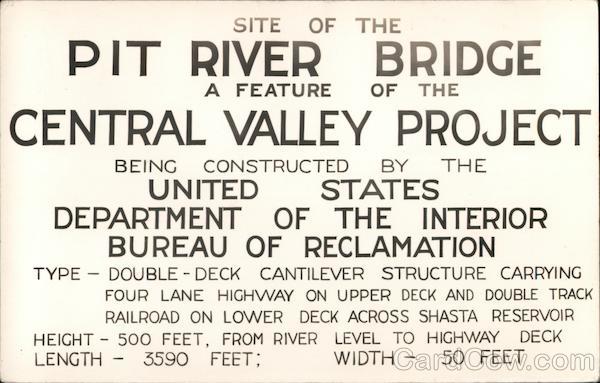 SITE OF THE
PIT RIVER BRIDGE
A FEATURE OF THE
CENTRAL VALLEY PROJECT
BEING CONSTRUCTED BY THE
UNITED STATES
DEPARTMENT OF THE INTERIOR
BUREAU OF RECLAMATION
TYPE - DOUBLE-DECK CANTILEVER STRUCTURE CARRYING
FOUR LANE HIGHWAY ON UPPER DECK AND DOUBLE TRACK
RAILROAD ON LOWER DECK ACROSS SHASTA RESERVOIR
HEIGHT - 500 FEET, FROM RIVER LEVEL TO HIGHWAY DECK
LENGTH - 3590 FEET; WIDTH - 50 FEET
CardCow.com